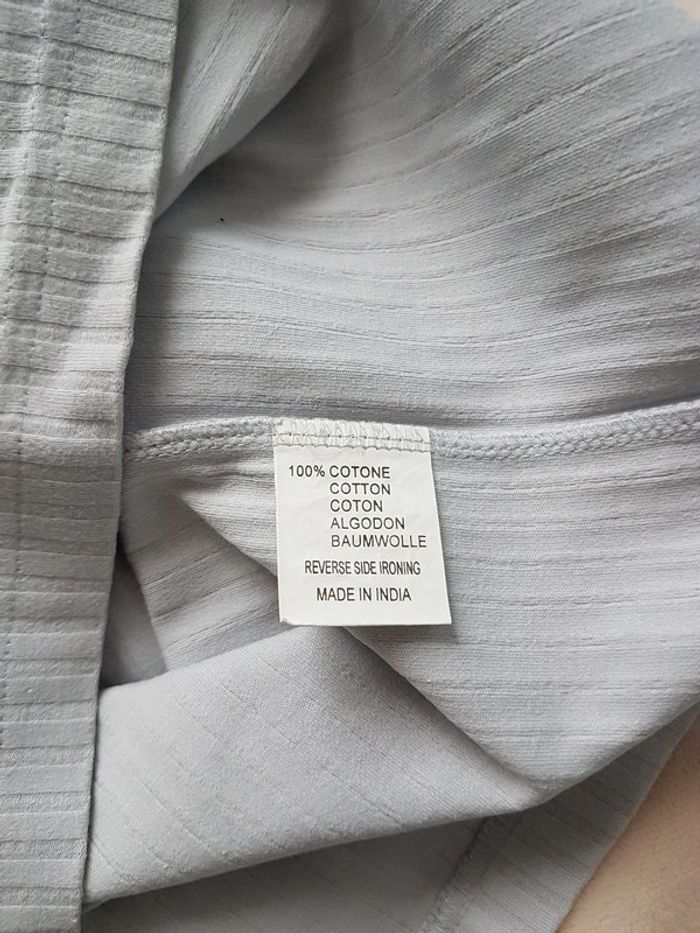 100% COTONE
COTTON
COTON
ALGODON
BAUMWOLLE
REVERSE SIDE IRONING
MADE IN INDIA